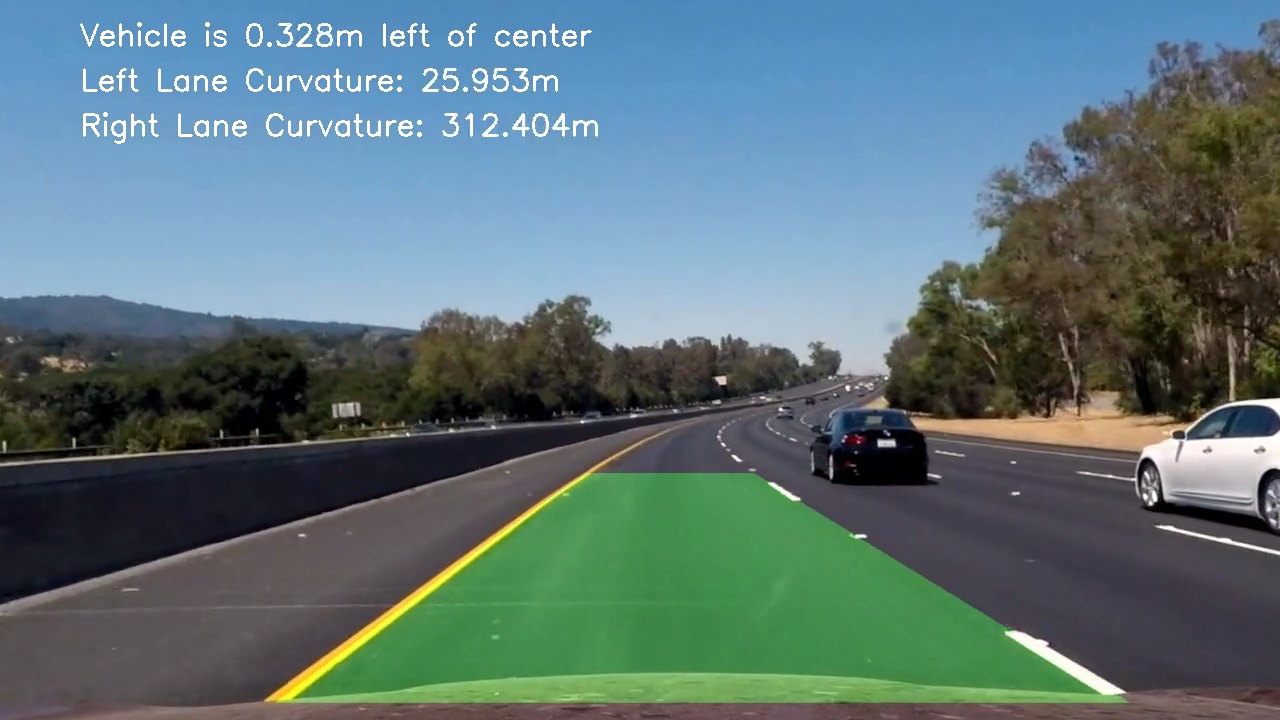 Vehicle is 0.328m left of center
Left Lane Curvature: 25.953m
Right Lane Curvature: 312.404m